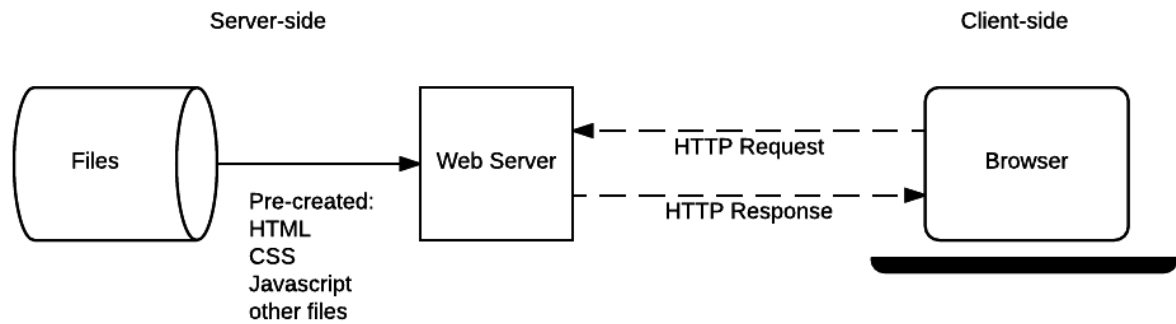 Server-side
Client-side
Files
Web Server
HTTP Request
Browser
HTTP Response
Pre-created:
HTML
CSS
Javascript
other files